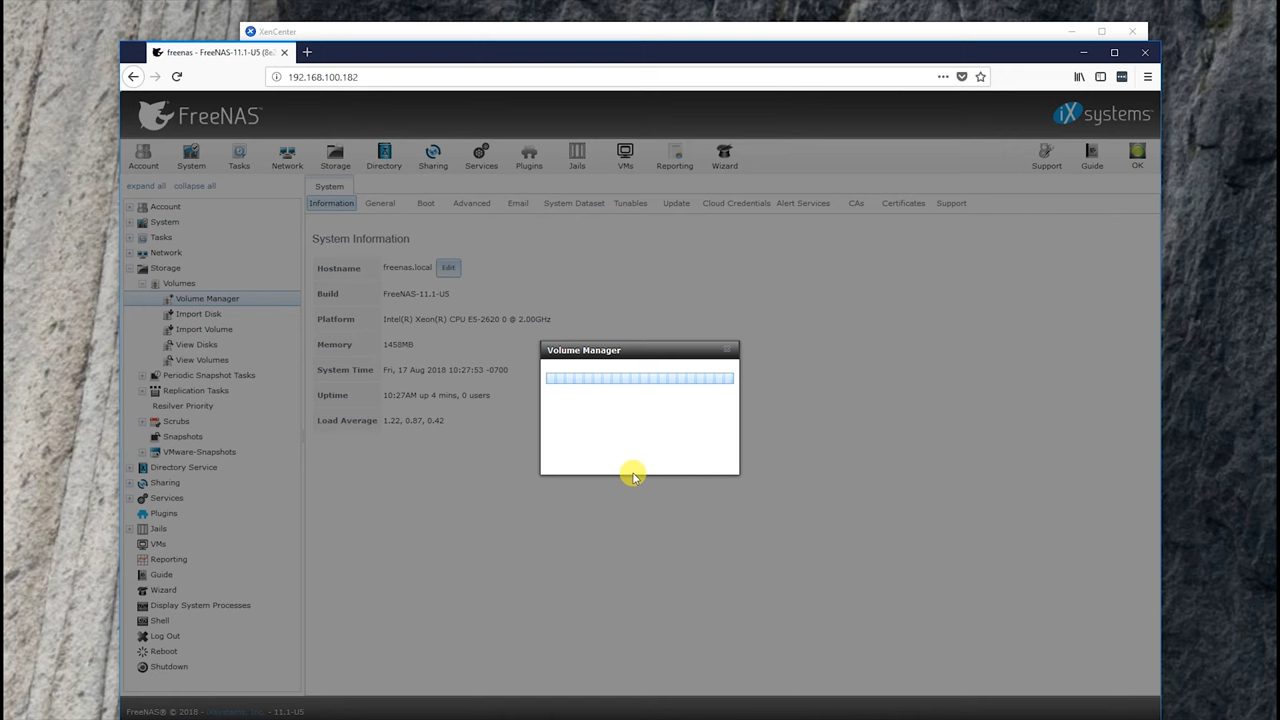 XenCenter
freenas - FreeNAS-11.1-U5 (8e
192.168.100.182
FreeNAS
iX systems
Account
System
Tasks
Network
Storage
Directory
Sharing
Services
Plugins
Jails
VMs
Reporting
Wizard
Support
Guide
OK
expand all
collapse all
Account
System
Tasks
Network
Storage
Volumes
Volume Manager
Import Disk
Import Volume
View Disks
View Volumes
Periodic Snapshot Tasks
Replication Tasks
Resilver Priority
Scrubs
Snapshots
VMware-Snapshots
Directory Service
Sharing
Services
Plugins
Jails
VMs
Reporting
Guide
Wizard
Display System Processes
Shell
Log Out
Reboot
Shutdown
System
Information
General
Boot
Advanced
Email
System Dataset
Tunables
Update
Cloud Credentials
Alert Services
CAs
Certificates
Support
System Information
Hostname freenas.local Edit
Build FreeNAS-11.1-U5
Platform Intel(R) Xeon(R) CPU E5-2620 0 @ 2.00GHz
Memory 1458MB
System Time Fri, 17 Aug 2018 10:27:53 -0700
Uptime 10:27AM up 4 mins, 0 users
Load Average 1.22, 0.87, 0.42
Volume Manager
FreeNAS® © 2018 - iXsystems, Inc. - 11.1-U5